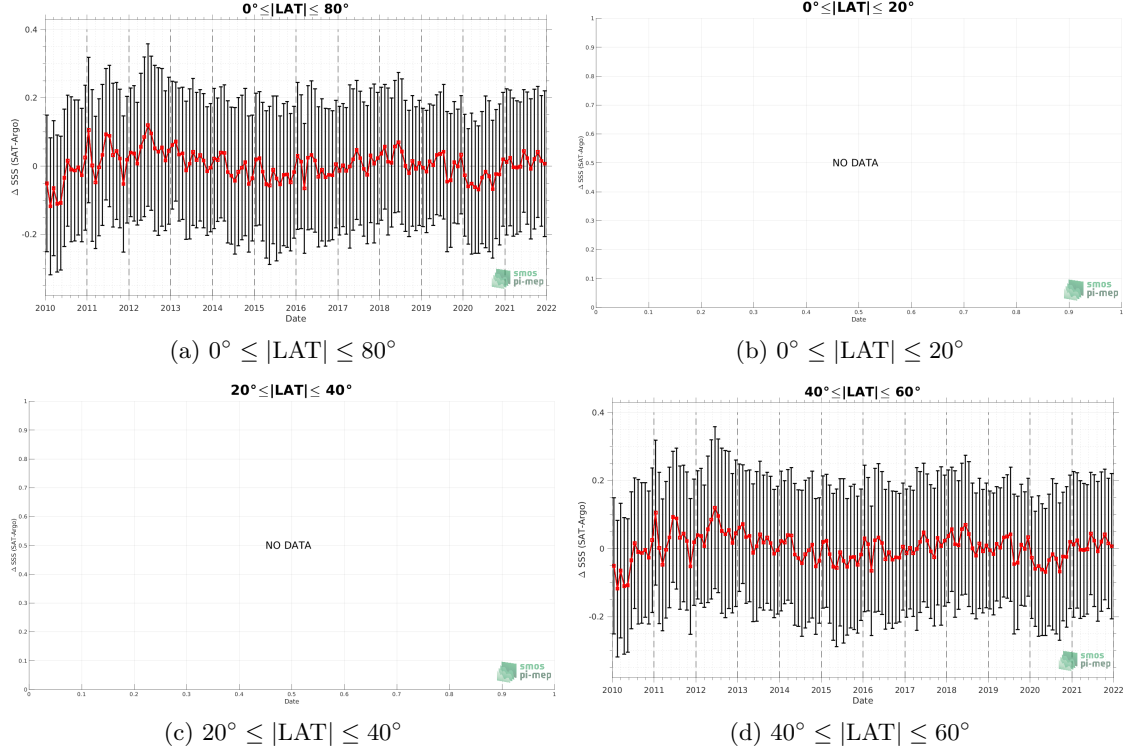 0°≤|LAT|≤ 80°
0.4
0.2
0
-0.2
Δ SSS (SAT-Argo)
smos
pi-mep
2010 2011 2012 2013 2014 2015 2016 2017 2018 2019 2020 2021 2022
Date
(a) 0° ≤ |LAT| ≤ 80°
0°≤|LAT|≤ 20°
1
0.9
0.8
0.7
0.6
0.5
0.4
0.3
0.2
0.1
0
Δ SSS (SAT-Argo)
NO DATA
smos
pi-mep
0 0.1 0.2 0.3 0.4 0.5 0.6 0.7 0.8 0.9 1
Date
(b) 0° ≤ |LAT| ≤ 20°
20°≤|LAT|≤ 40°
1
0.9
0.8
0.7
0.6
0.5
0.4
0.3
0.2
0.1
0
Δ SSS (SAT-Argo)
NO DATA
smos
pi-mep
0 0.1 0.2 0.3 0.4 0.5 0.6 0.7 0.8 0.9 1
Date
(c) 20° ≤ |LAT| ≤ 40°
40°≤|LAT|≤ 60°
0.4
0.2
0
-0.2
Δ SSS (SAT-Argo)
smos
pi-mep
2010 2011 2012 2013 2014 2015 2016 2017 2018 2019 2020 2021 2022
Date
(d) 40° ≤ |LAT| ≤ 60°